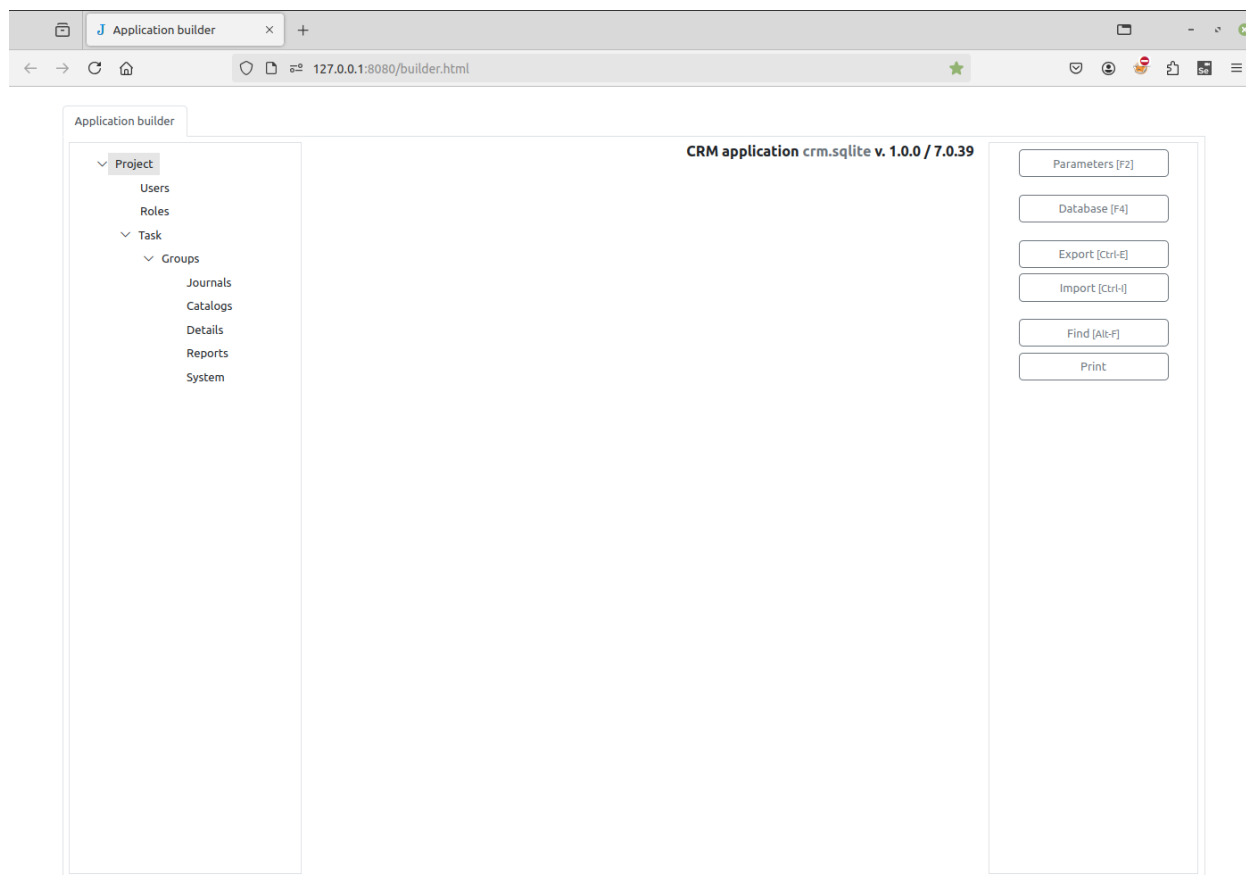 J Application builder × +
127.0.0.1:8080/builder.html
Se
Application builder
CRM application crm.sqlite v. 1.0.0 / 7.0.39
Project
Users
Roles
Task
Groups
Journals
Catalogs
Details
Reports
System
Parameters [F2]
Database [F4]
Export [Ctrl-E]
Import [Ctrl-I]
Find [Alt-F]
Print